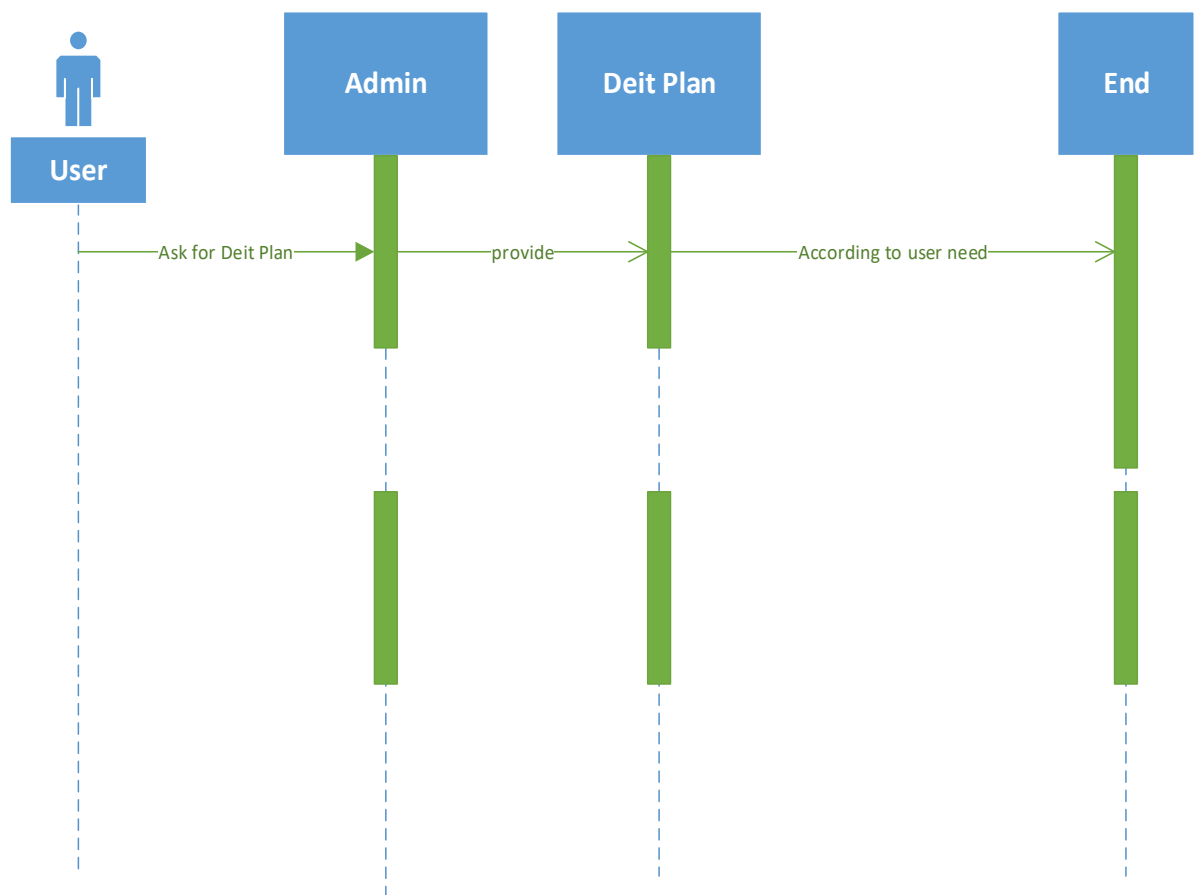 Admin
Deit Plan
End
User
Ask for Deit Plan
provide
According to user need